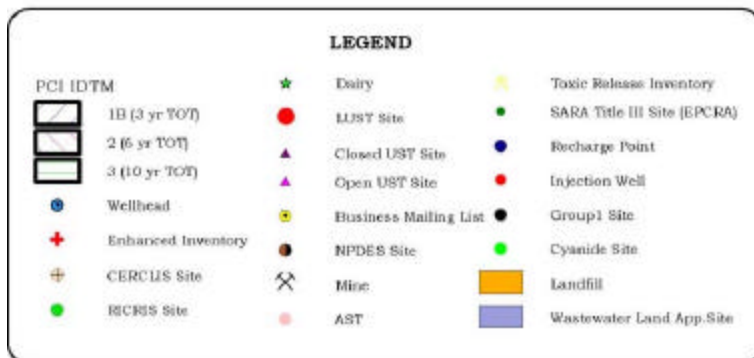 LEGEND
PCI IDTM
1B (3 yr TOT)
2 (6 yr TOT)
3 (10 yr TOT)
Wellhead
Enhanced Inventory
CERCLIS Site
RICRIS Site
Dairy
LUST Site
Closed UST Site
Open UST Site
Business Mailing List
NPDES Site
Mine
AST
Toxic Release Inventory
SARA Title III Site (EPCRA)
Recharge Point
Injection Well
Group1 Site
Cyanide Site
Landfill
Wastewater Land App.Site